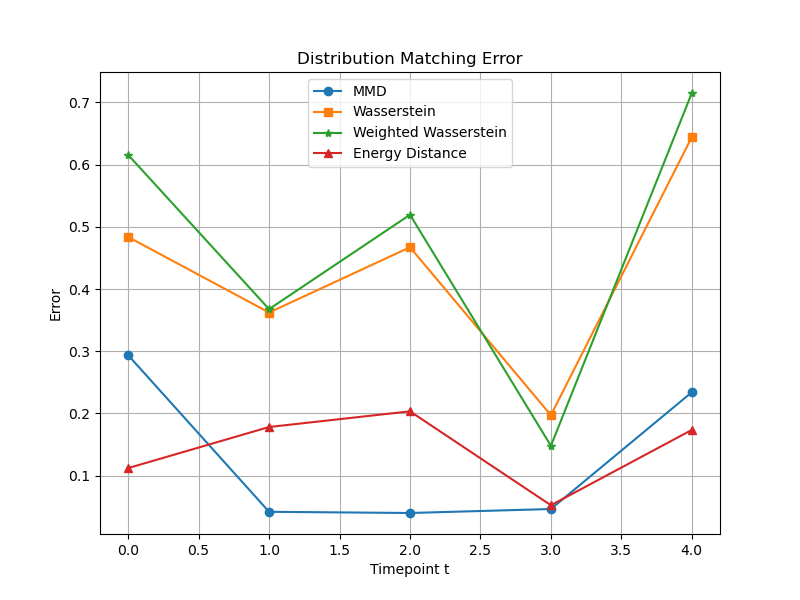 Distribution Matching Error
MMD
Wasserstein
Weighted Wasserstein
Energy Distance
Error
0.7
0.6
0.5
0.4
0.3
0.2
0.1
0.0 0.5 1.0 1.5 2.0 2.5 3.0 3.5 4.0
Timepoint t